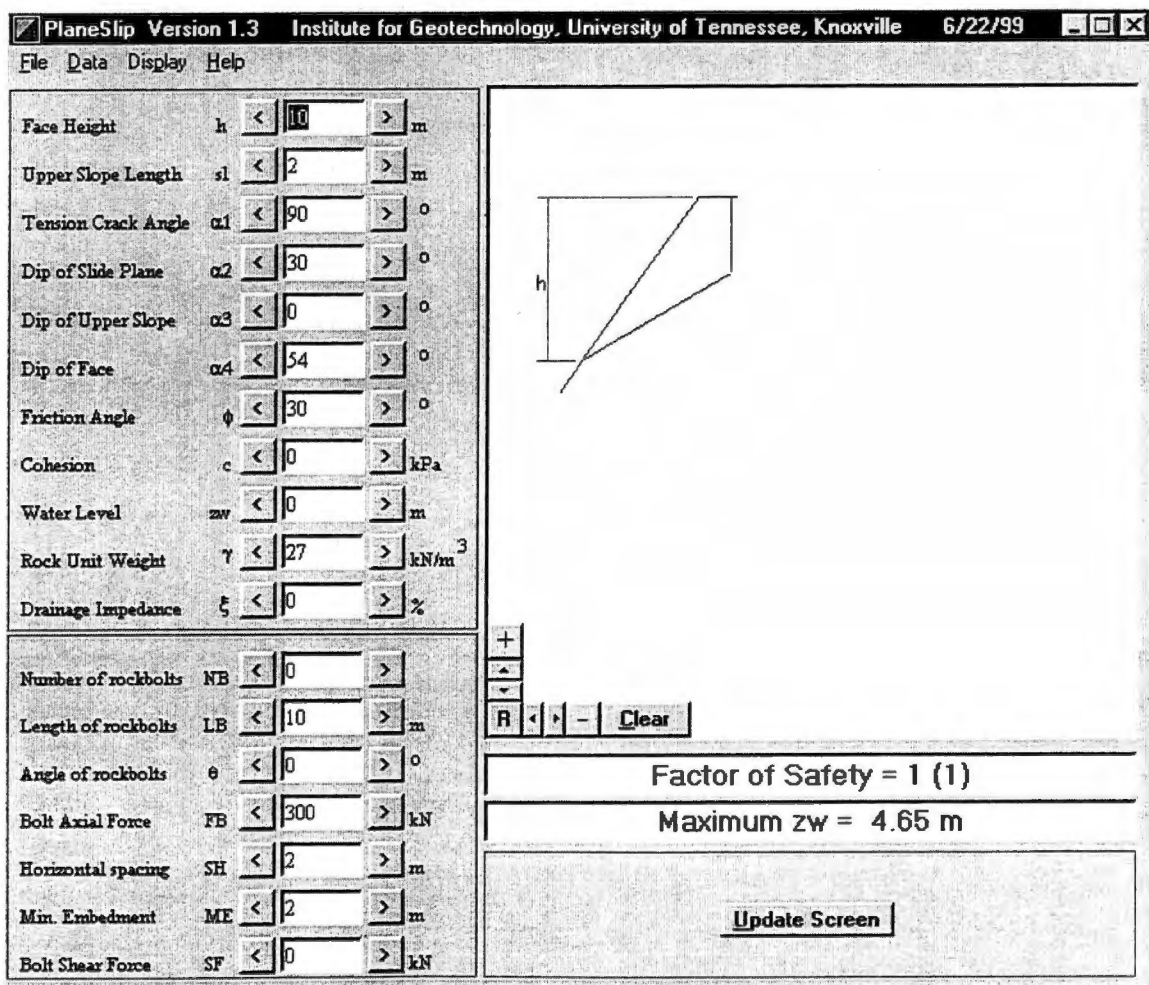 PlaneSlip Version 1.3 Institute for Geotechnology, University of Tennessee, Knoxville 6/22/99
File Data Display Help
Face Height h < 10 > m
Upper Slope Length sl < 2 > m
Tension Crack Angle α1 < 90 > °
Dip of Slide Plane α2 < 30 > °
Dip of Upper Slope α3 < 0 > °
Dip of Face α4 < 54 > °
Friction Angle ϕ < 30 > °
Cohesion c < 0 > kPa
Water Level zw < 0 > m
Rock Unit Weight γ < 27 > kN/m³
Drainage Impedance ξ < 0 > %
Number of rockbolts NB < 0 >
Length of rockbolts LB < 10 > m
Angle of rockbolts θ < 0 > °
Bolt Axial Force FB < 300 > kN
Horizontal spacing SH < 2 > m
Min. Embedment ME < 2 > m
Bolt Shear Force SF < 0 > kN
h
+
R - Clear
Factor of Safety = 1 (1)
Maximum zw = 4.65 m
Update Screen